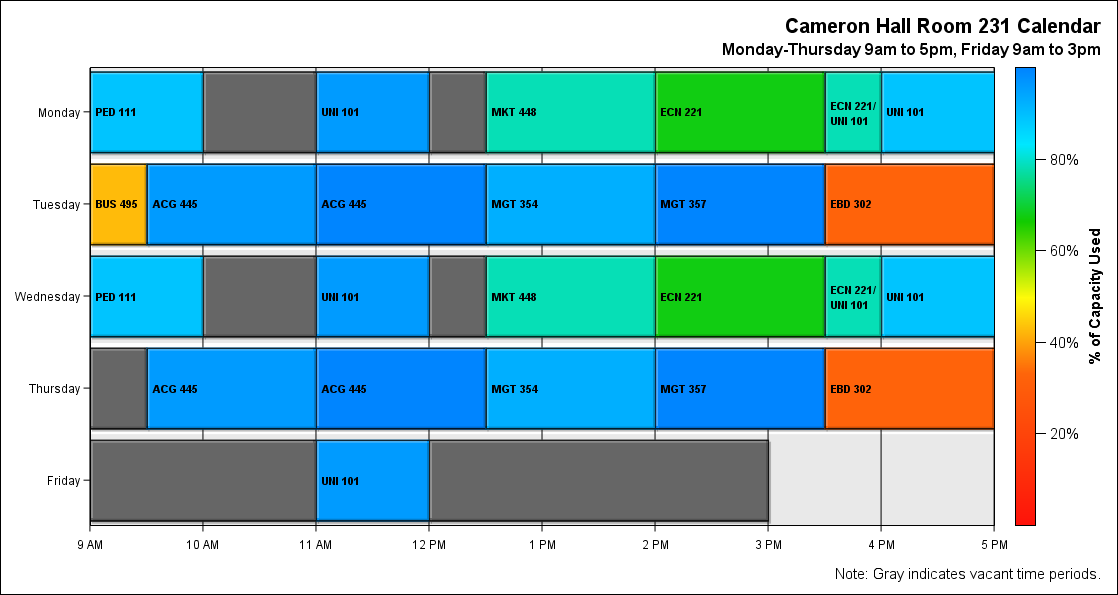 Cameron Hall Room 231 Calendar
Monday-Thursday 9am to 5pm, Friday 9am to 3pm
Monday
PED 111
UNI 101
MKT 448
ECN 221
ECN 221/
UNI 101
UNI 101
Tuesday
BUS 495
ACG 445
ACG 445
MGT 354
MGT 357
EBD 302
Wednesday
PED 111
UNI 101
MKT 448
ECN 221
ECN 221/
UNI 101
UNI 101
Thursday
ACG 445
ACG 445
MGT 354
MGT 357
EBD 302
Friday
UNI 101
9 AM
10 AM
11 AM
12 PM
1 PM
2 PM
3 PM
4 PM
5 PM
80%
60%
40%
20%
% of Capacity Used
Note: Gray indicates vacant time periods.